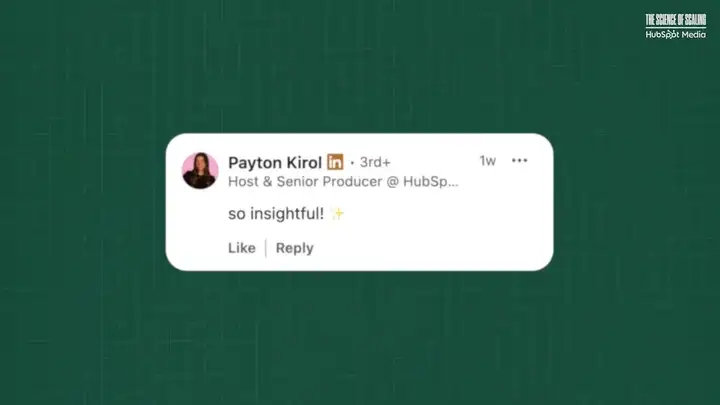 THE SCIENCE OF SCALING
HubSpot Media
Payton Kirol in • 3rd+
1w •••
Host & Senior Producer @ HubSp...
so insightful! ✨
Like | Reply